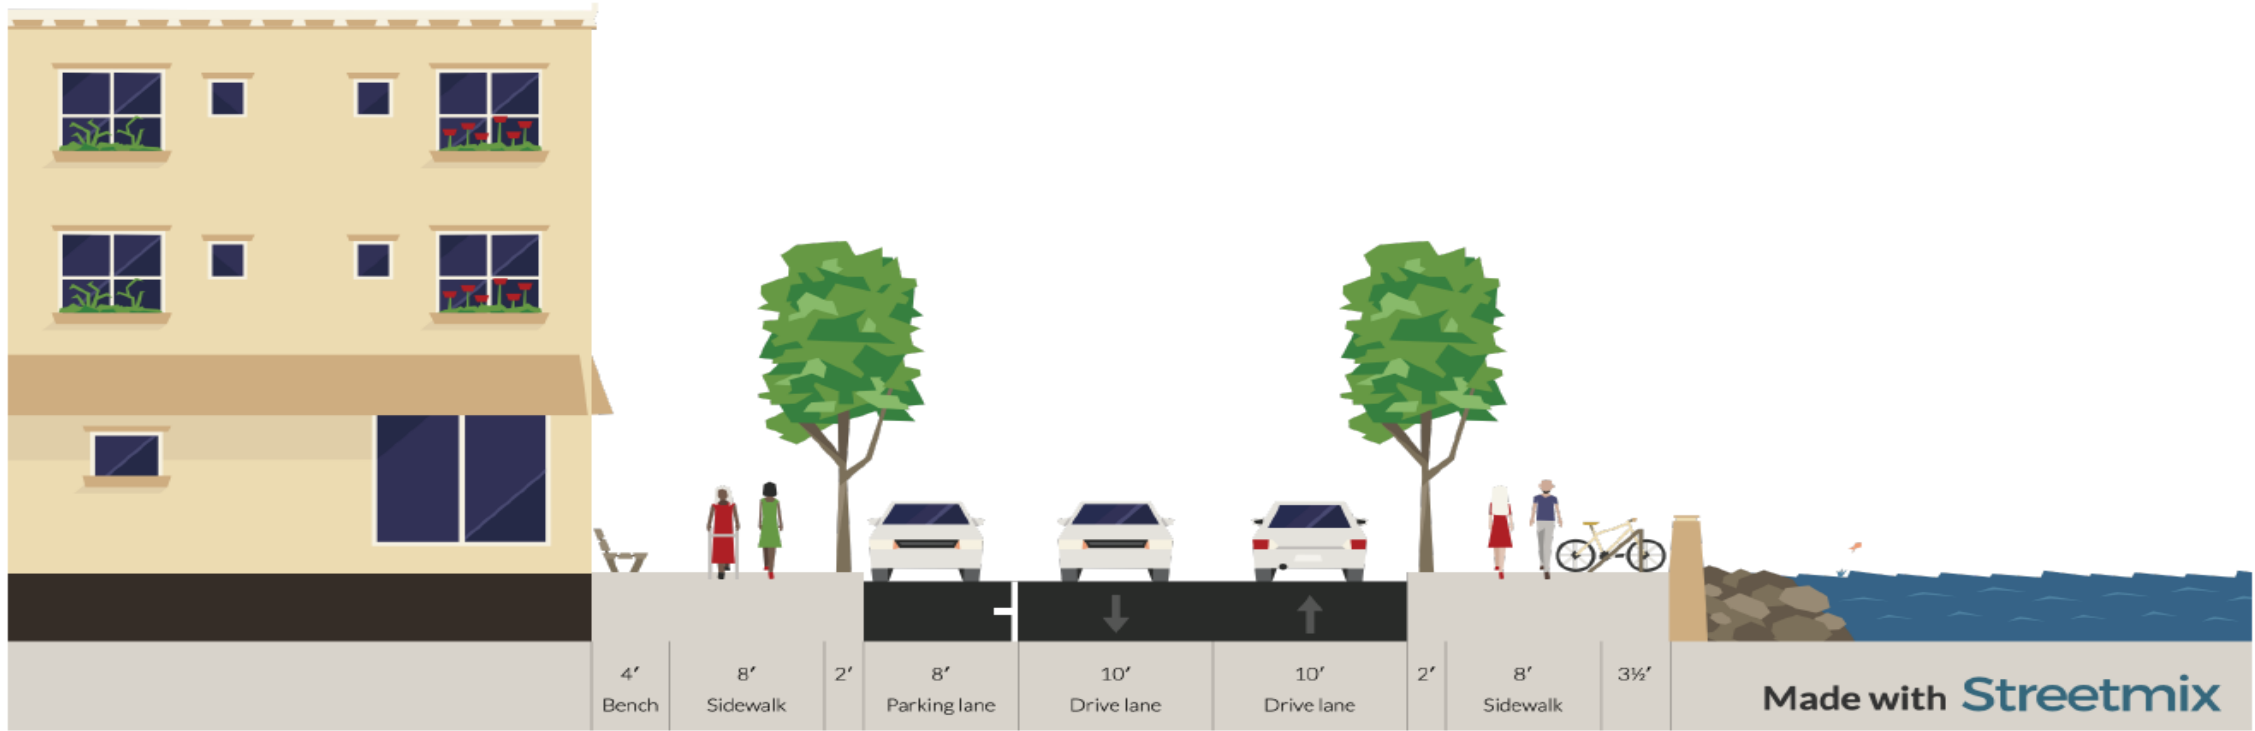 4′
Bench
8′
Sidewalk
2′
8′
Parking lane
10′
Drive lane
10′
Drive lane
2′
8′
Sidewalk
3½′
Made with Streetmix